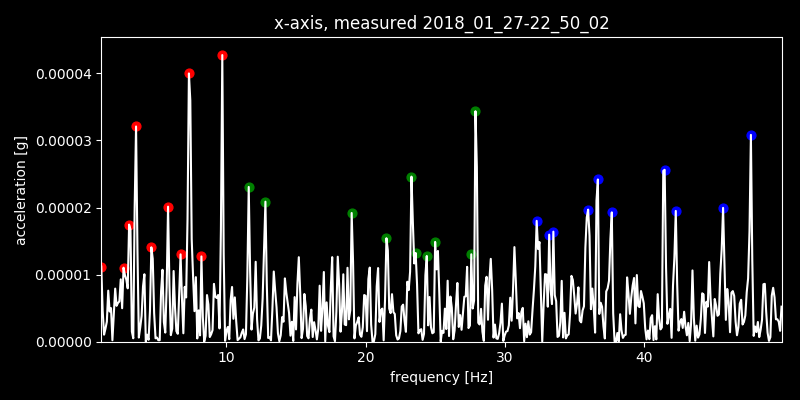 x-axis, measured 2018_01_27-22_50_02
0.00004
0.00003
0.00002
0.00001
0.00000
acceleration [g]
10 20 30 40
frequency [Hz]